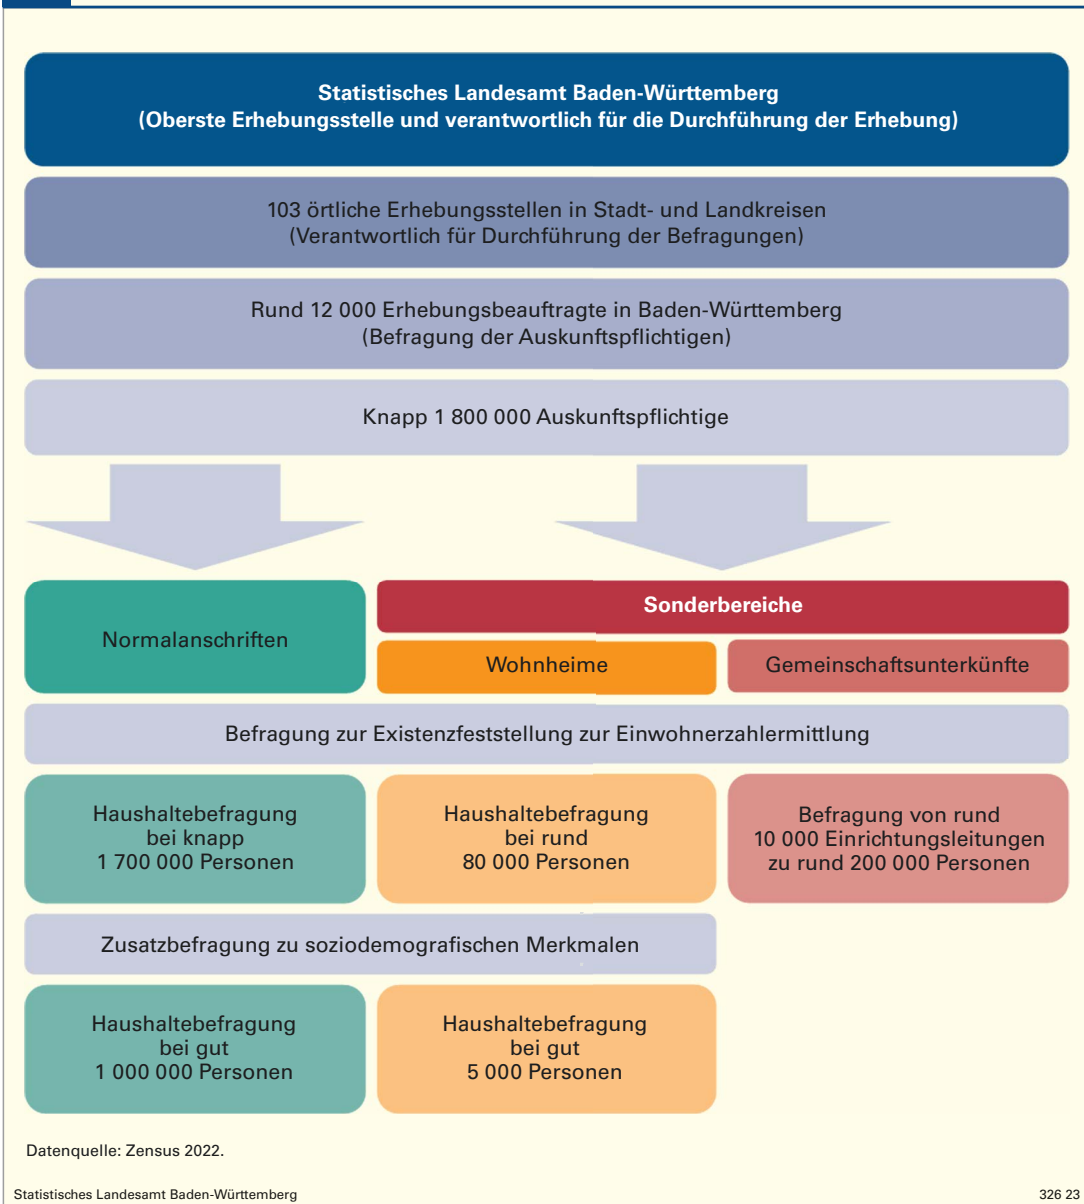 Statistisches Landesamt Baden-Württemberg
(Oberste Erhebungsstelle und verantwortlich für die Durchführung der Erhebung)
103 örtliche Erhebungsstellen in Stadt- und Landkreisen
(Verantwortlich für Durchführung der Befragungen)
Rund 12 000 Erhebungsbeauftragte in Baden-Württemberg
(Befragung der Auskunftspflichtigen)
Knapp 1 800 000 Auskunftspflichtige
Normalanschriften
Sonderbereiche
Wohnheime
Gemeinschaftsunterkünfte
Befragung zur Existenzfeststellung zur Einwohnerzahlermittlung
Haushaltebefragung
bei knapp
1 700 000 Personen
Haushaltebefragung
bei rund
80 000 Personen
Befragung von rund
10 000 Einrichtungsleitungen
zu rund 200 000 Personen
Zusatzbefragung zu soziodemografischen Merkmalen
Haushaltebefragung
bei gut
1 000 000 Personen
Haushaltebefragung
bei gut
5 000 Personen
Datenquelle: Zensus 2022.
Statistisches Landesamt Baden-Württemberg
326 23